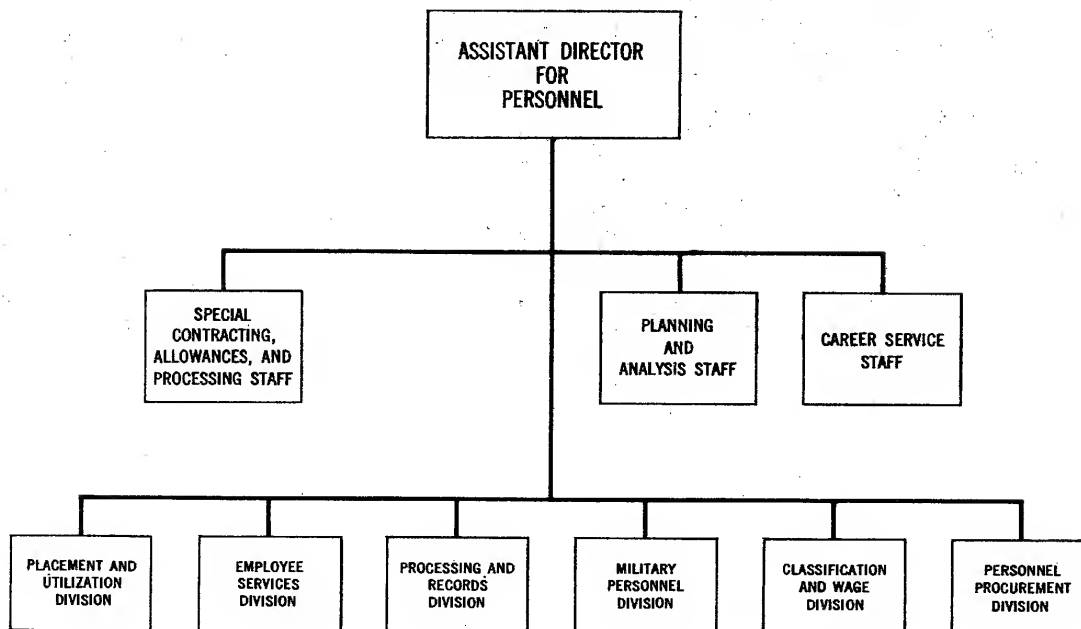 ASSISTANT DIRECTOR
FOR
PERSONNEL
SPECIAL
CONTRACTING,
ALLOWANCES, AND
PROCESSING STAFF
PLANNING
AND
ANALYSIS STAFF
CAREER SERVICE
STAFF
PLACEMENT AND
UTILIZATION
DIVISION
EMPLOYEE
SERVICES
DIVISION
PROCESSING AND
RECORDS
DIVISION
MILITARY
PERSONNEL
DIVISION
CLASSIFICATION
AND WAGE
DIVISION
PERSONNEL
PROCUREMENT
DIVISION